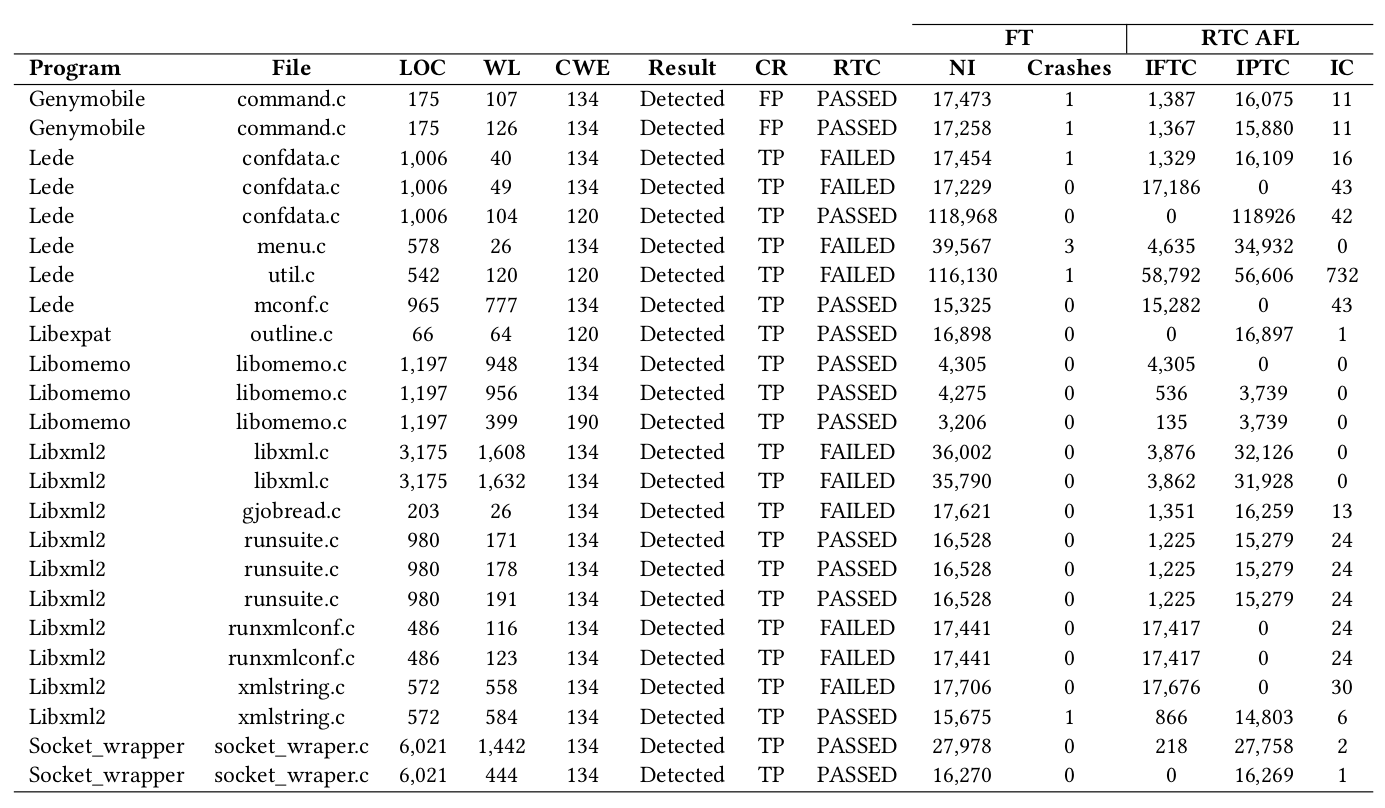 FT RTC AFL
Program File LOC WL CWE Result CR RTC NI Crashes IFTC IPTC IC
Genymobile command.c 175 107 134 Detected FP PASSED 17,473 1 1,387 16,075 11
Genymobile command.c 175 126 134 Detected FP PASSED 17,258 1 1,367 15,880 11
Lede confdata.c 1,006 40 134 Detected TP FAILED 17,454 1 1,329 16,109 16
Lede confdata.c 1,006 49 134 Detected TP FAILED 17,229 0 17,186 0 43
Lede confdata.c 1,006 104 120 Detected TP PASSED 118,968 0 0 118926 42
Lede menu.c 578 26 134 Detected TP FAILED 39,567 3 4,635 34,932 0
Lede util.c 542 120 120 Detected TP FAILED 116,130 1 58,792 56,606 732
Lede mconf.c 965 777 134 Detected TP PASSED 15,325 0 15,282 0 43
Libexpat outline.c 66 64 120 Detected TP PASSED 16,898 0 0 16,897 1
Libomemo libomemo.c 1,197 948 134 Detected TP PASSED 4,305 0 4,305 0 0
Libomemo libomemo.c 1,197 956 134 Detected TP PASSED 4,275 0 536 3,739 0
Libomemo libomemo.c 1,197 399 190 Detected TP PASSED 3,206 0 135 3,739 0
Libxml2 libxml.c 3,175 1,608 134 Detected TP FAILED 36,002 0 3,876 32,126 0
Libxml2 libxml.c 3,175 1,632 134 Detected TP FAILED 35,790 0 3,862 31,928 0
Libxml2 gjobread.c 203 26 134 Detected TP FAILED 17,621 0 1,351 16,259 13
Libxml2 runsuite.c 980 171 134 Detected TP PASSED 16,528 0 1,225 15,279 24
Libxml2 runsuite.c 980 178 134 Detected TP PASSED 16,528 0 1,225 15,279 24
Libxml2 runsuite.c 980 191 134 Detected TP PASSED 16,528 0 1,225 15,279 24
Libxml2 runxmlconf.c 486 116 134 Detected TP FAILED 17,441 0 17,417 0 24
Libxml2 runxmlconf.c 486 123 134 Detected TP FAILED 17,441 0 17,417 0 24
Libxml2 xmlstring.c 572 558 134 Detected TP FAILED 17,706 0 17,676 0 30
Libxml2 xmlstring.c 572 584 134 Detected TP PASSED 15,675 1 866 14,803 6
Socket_wrapper socket_wraper.c 6,021 1,442 134 Detected TP PASSED 27,978 0 218 27,758 2
Socket_wrapper socket_wraper.c 6,021 444 134 Detected TP PASSED 16,270 0 0 16,269 1